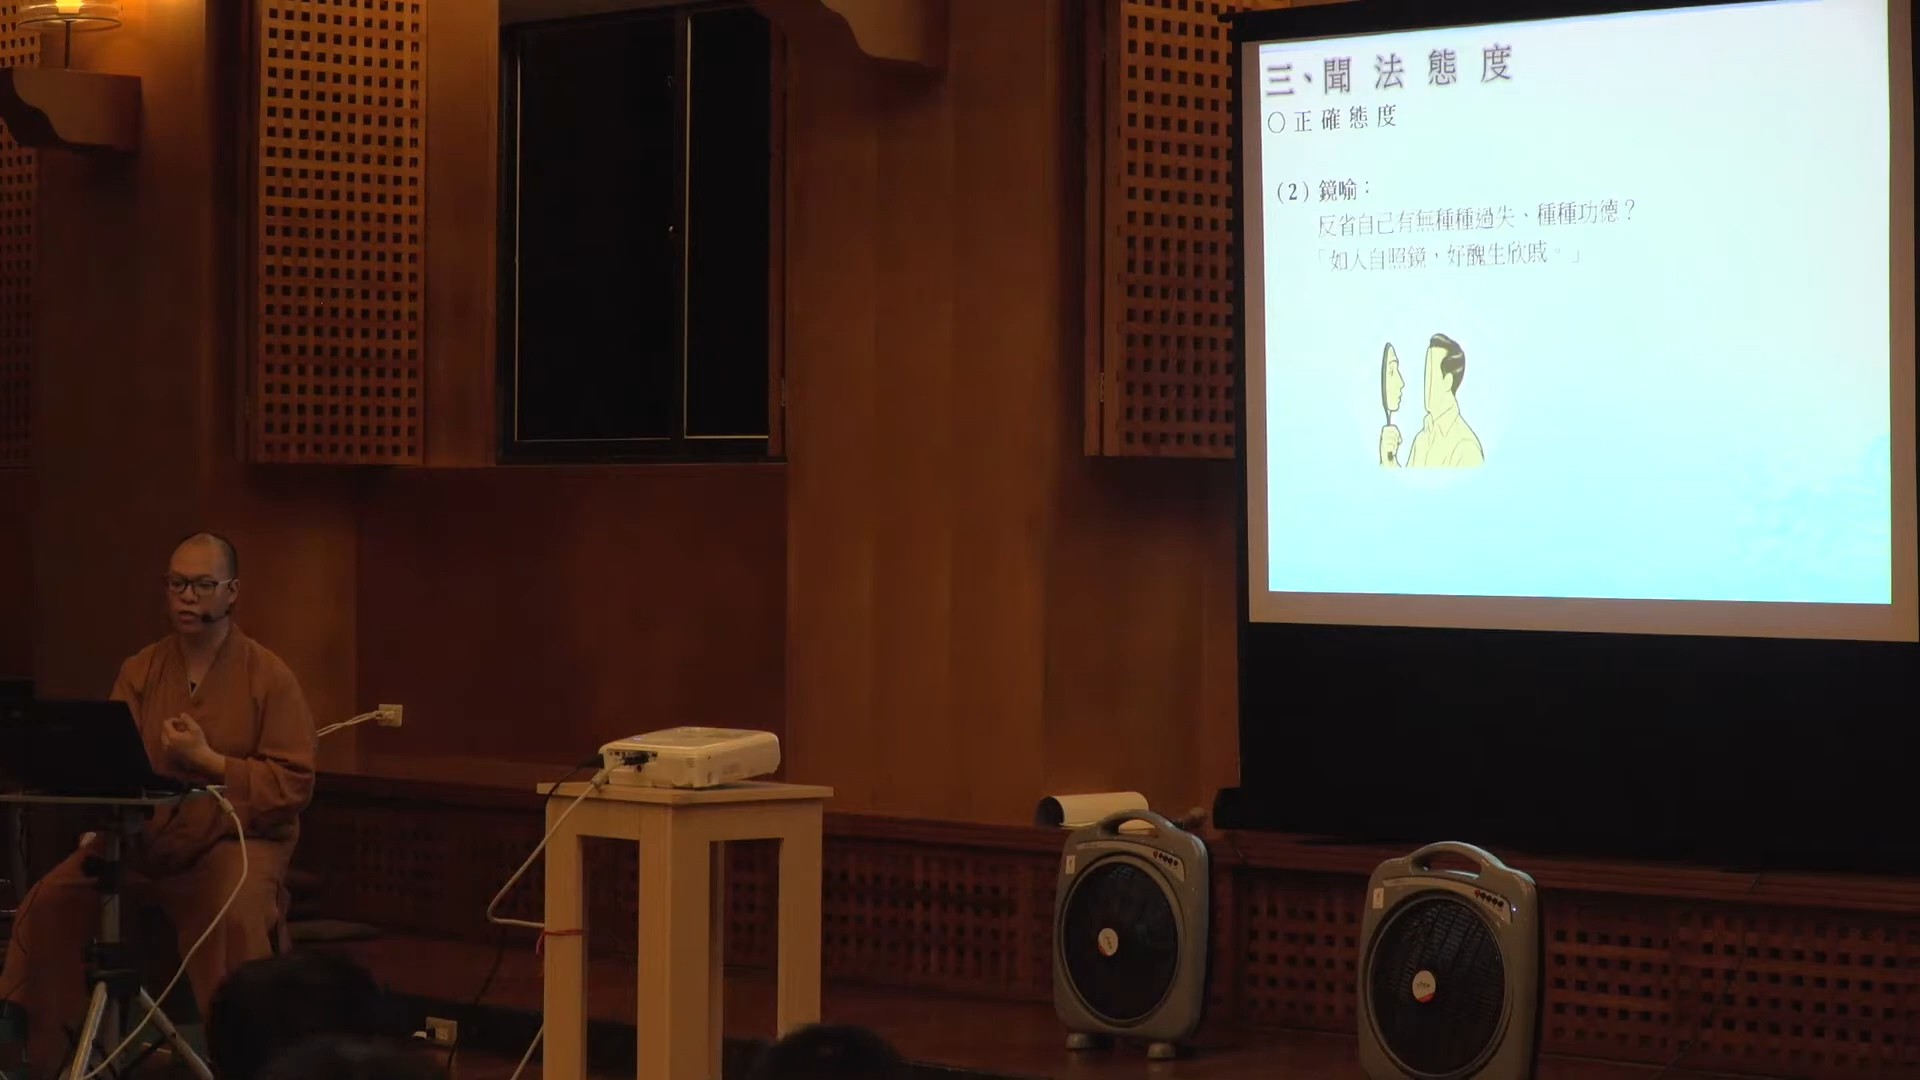 三、聞法態度
〇正確態度
（2）鏡喻：
反省自己有無種種過失、種種功德？
「如人自照鏡，好醜生欣戚。」